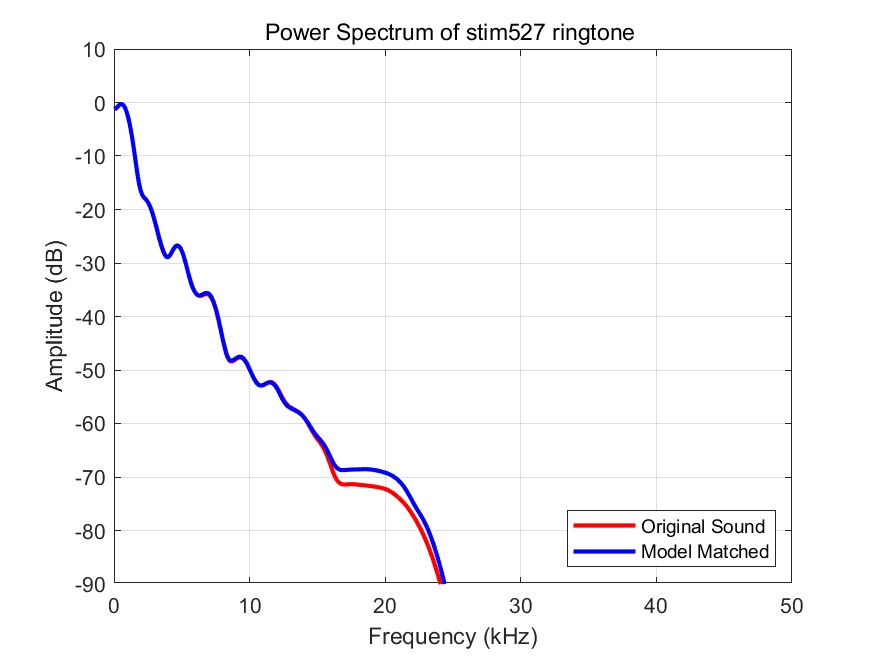 Power Spectrum of stim527 ringtone
10
0
-10
-20
-30
-40
-50
-60
-70
-80
-90
Amplitude (dB)
0 10 20 30 40 50
Frequency (kHz)
Original Sound
Model Matched